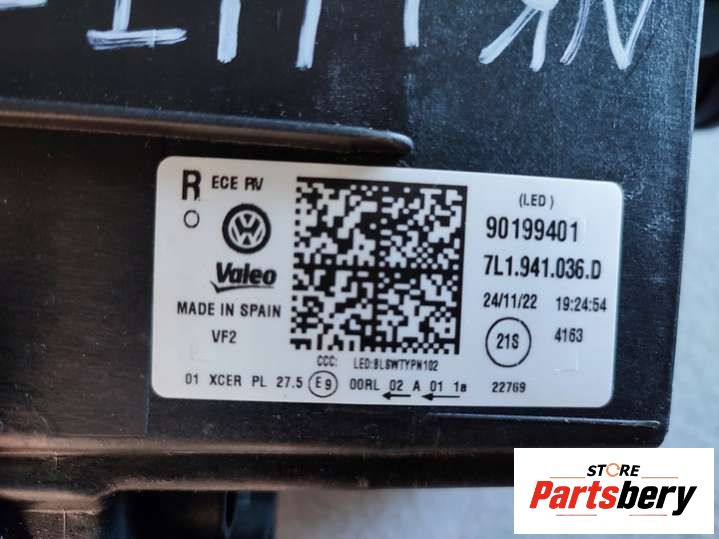 R ECE RV
(LED)
90199401
Valeo
7L1.941.036.D
MADE IN SPAIN
24/11/22 19:24:54
VF2
21S 4163
CCC: LED:8LSWTYPN102
01 XCER PL 27.5 E9 00RL 02 A 01 1a 22769
STORE
Partsbery